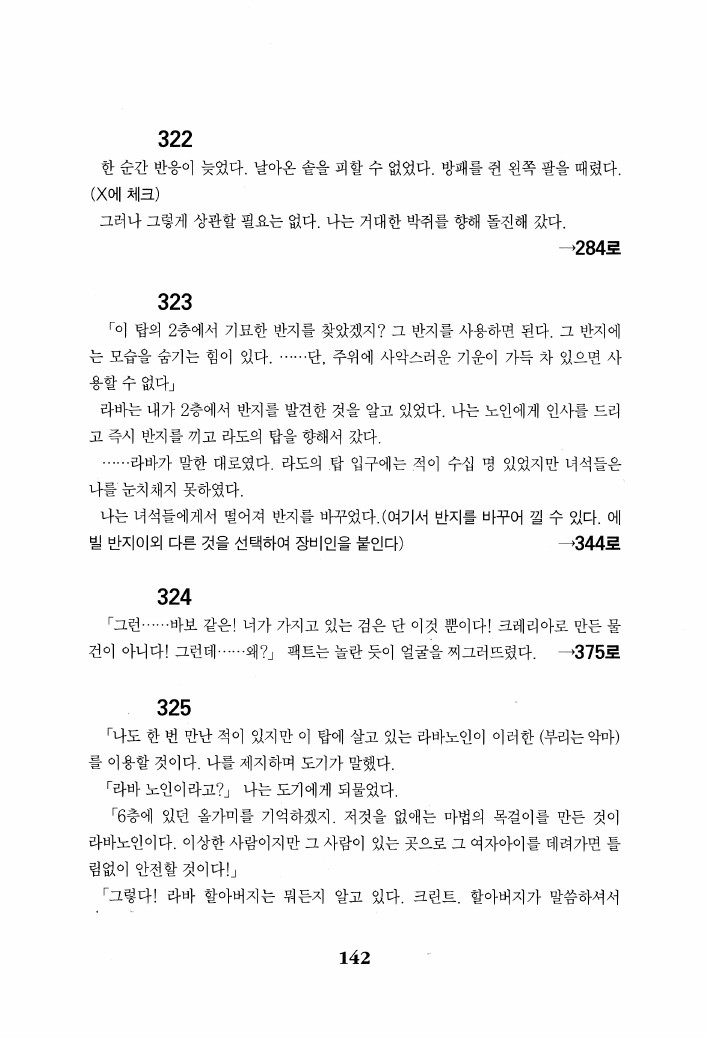 322
한 순간 반응이 늦었다. 날아온 솥을 피할 수 없었다. 방패를 쥔 왼쪽 팔을 때렸다.
(X에 체크)
그러나 그렇게 상관할 필요는 없다. 나는 거대한 박쥐를 향해 돌진해 갔다.
→284로
323
「이 탑의 2층에서 기묘한 반지를 찾았겠지? 그 반지를 사용하면 된다. 그 반지에
는 모습을 숨기는 힘이 있다. ……단, 주위에 사악스러운 기운이 가득 차 있으면 사
용할 수 없다」
라바는 내가 2층에서 반지를 발견한 것을 알고 있었다. 나는 노인에게 인사를 드리
고 즉시 반지를 끼고 라도의 탑을 향해서 갔다.
……라바가 말한 대로였다. 라도의 탑 입구에는 적이 수십 명 있었지만 녀석들은
나를 눈치채지 못하였다.
나는 녀석들에게서 떨어져 반지를 바꾸었다.(여기서 반지를 바꾸어 낄 수 있다. 에
빌 반지이외 다른 것을 선택하여 장비인을 붙인다) →344로
324
「그런……바보 같은! 너가 가지고 있는 검은 단 이것 뿐이다! 크레리아로 만든 물
건이 아니다! 그런데……왜?」 팩트는 놀란 듯이 얼굴을 찌그러뜨렸다. →375로
325
「나도 한 번 만난 적이 있지만 이 탑에 살고 있는 라바노인이 이러한 (부리는 악마)
를 이용할 것이다. 나를 제지하며 도기가 말했다.
「라바 노인이라고?」 나는 도기에게 되물었다.
「6층에 있던 올가미를 기억하겠지. 저것을 없애는 마법의 목걸이를 만든 것이
라바노인이다. 이상한 사람이지만 그 사람이 있는 곳으로 그 여자아이를 데려가면 틀
림없이 안전할 것이다!」
「그렇다! 라바 할아버지는 뭐든지 알고 있다. 크린트. 할아버지가 말씀하셔서
142